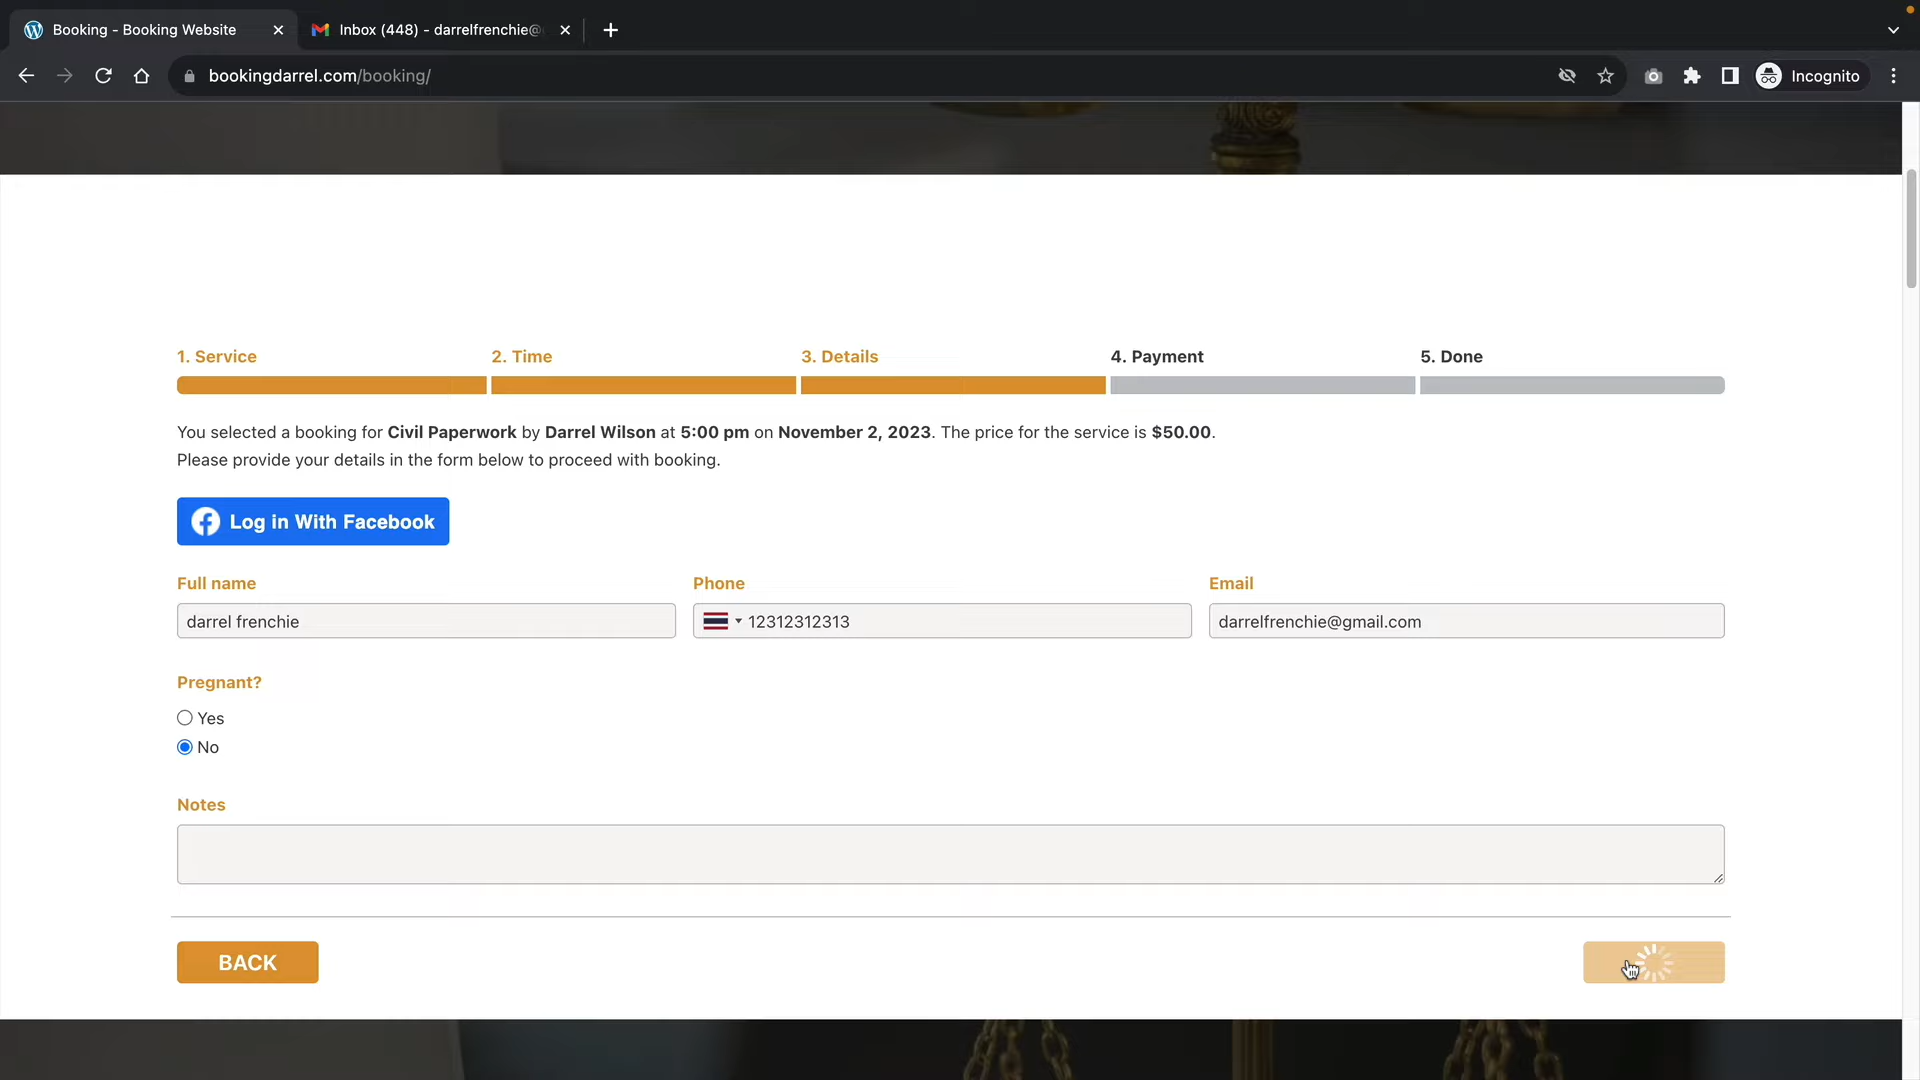 Booking - Booking Website
Inbox (448) - darrelfrenchie@
bookingdarrel.com/booking/
Incognito
1. Service
2. Time
3. Details
4. Payment
5. Done
You selected a booking for Civil Paperwork by Darrel Wilson at 5:00 pm on November 2, 2023. The price for the service is $50.00.
Please provide your details in the form below to proceed with booking.
Log in With Facebook
Full name
Phone
Email
darrel frenchie
12312312313
darrelfrenchie@gmail.com
Pregnant?
Yes
No
Notes
BACK